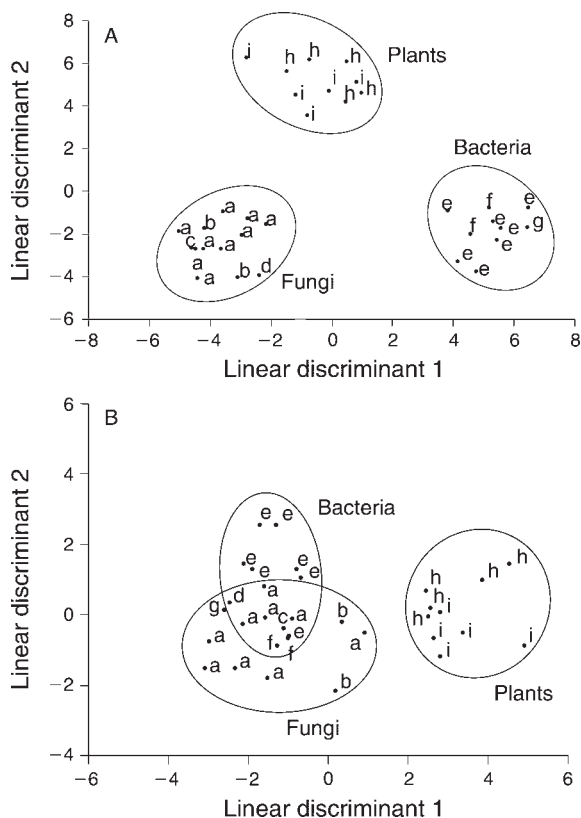 A
8
6
4
2
0
−2
−4
−6
Linear discriminant 2
Plants
i h h
h i h
i i h
i
Bacteria
e f e
e e g
f e
e e
e
Fungi
a a
b a a
c a a
a a b d
−8 −6 −4 −2 0 2 4 6 8
Linear discriminant 1
B
6
4
2
0
−2
−4
Linear discriminant 2
Bacteria
e e
e e
e e
a
g d
a a c a b
f e a
f
a a a a b
Fungi
h
h
h
h i
h
i i i
i
Plants
−6 −4 −2 0 2 4 6
Linear discriminant 1